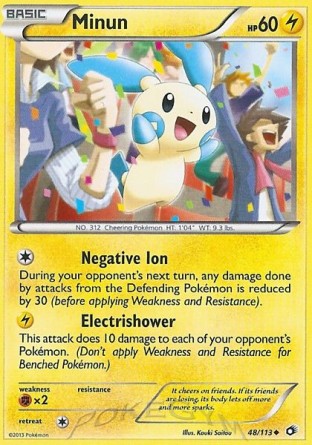 BASIC
Minun
HP60
NO. 312 Cheering Pokémon HT: 1'04" WT: 9.3 lbs.
Negative Ion
During your opponent's next turn, any damage done
by attacks from the Defending Pokémon is reduced
by 30 (before applying Weakness and Resistance).
Electrishower
This attack does 10 damage to each of your opponent's
Pokémon. (Don't apply Weakness and Resistance for
Benched Pokémon.)
weakness
resistance
×2
retreat
It cheers on friends. If its friends
are losing, its body lets off more
and more sparks.
Illus. Kouki Saitou
48/113
©2013 Pokémon